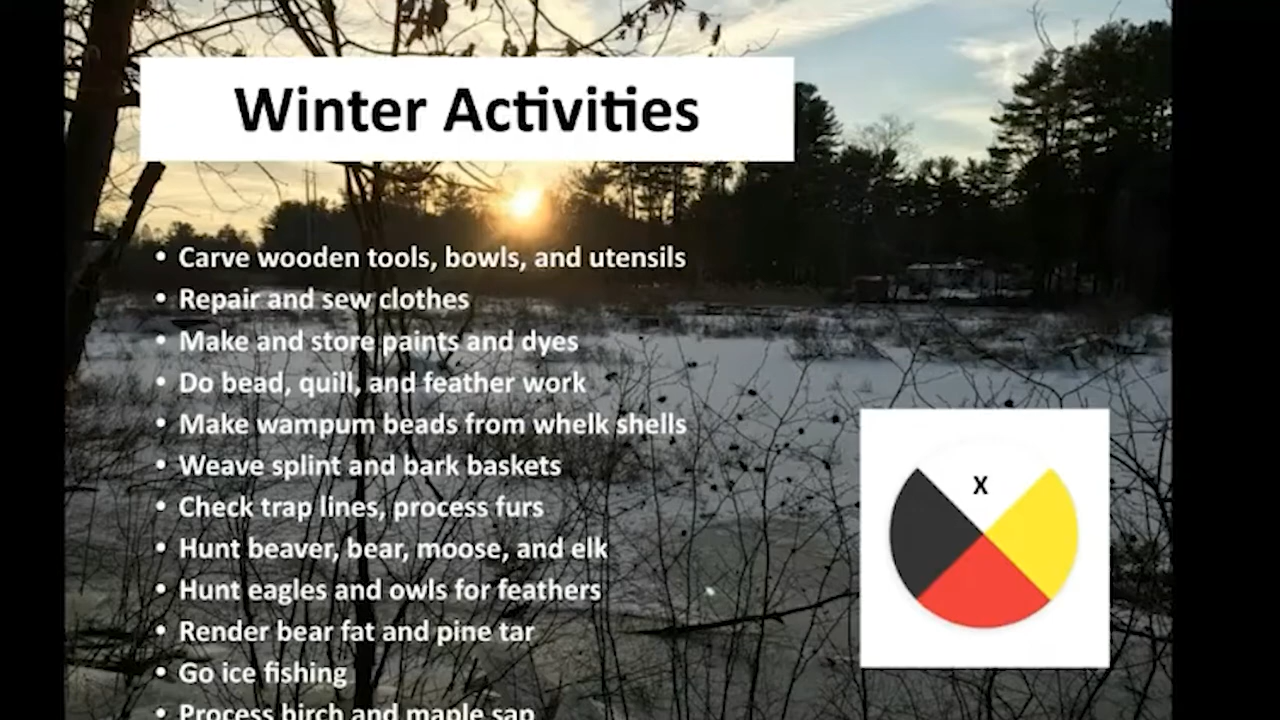 Winter Activities
• Carve wooden tools, bowls, and utensils
• Repair and sew clothes
• Make and store paints and dyes
• Do bead, quill, and feather work
• Make wampum beads from whelk shells
• Weave splint and bark baskets
• Check trap lines, process furs
• Hunt beaver, bear, moose, and elk
• Hunt eagles and owls for feathers
• Render bear fat and pine tar
• Go ice fishing
• Process birch and maple sap
X